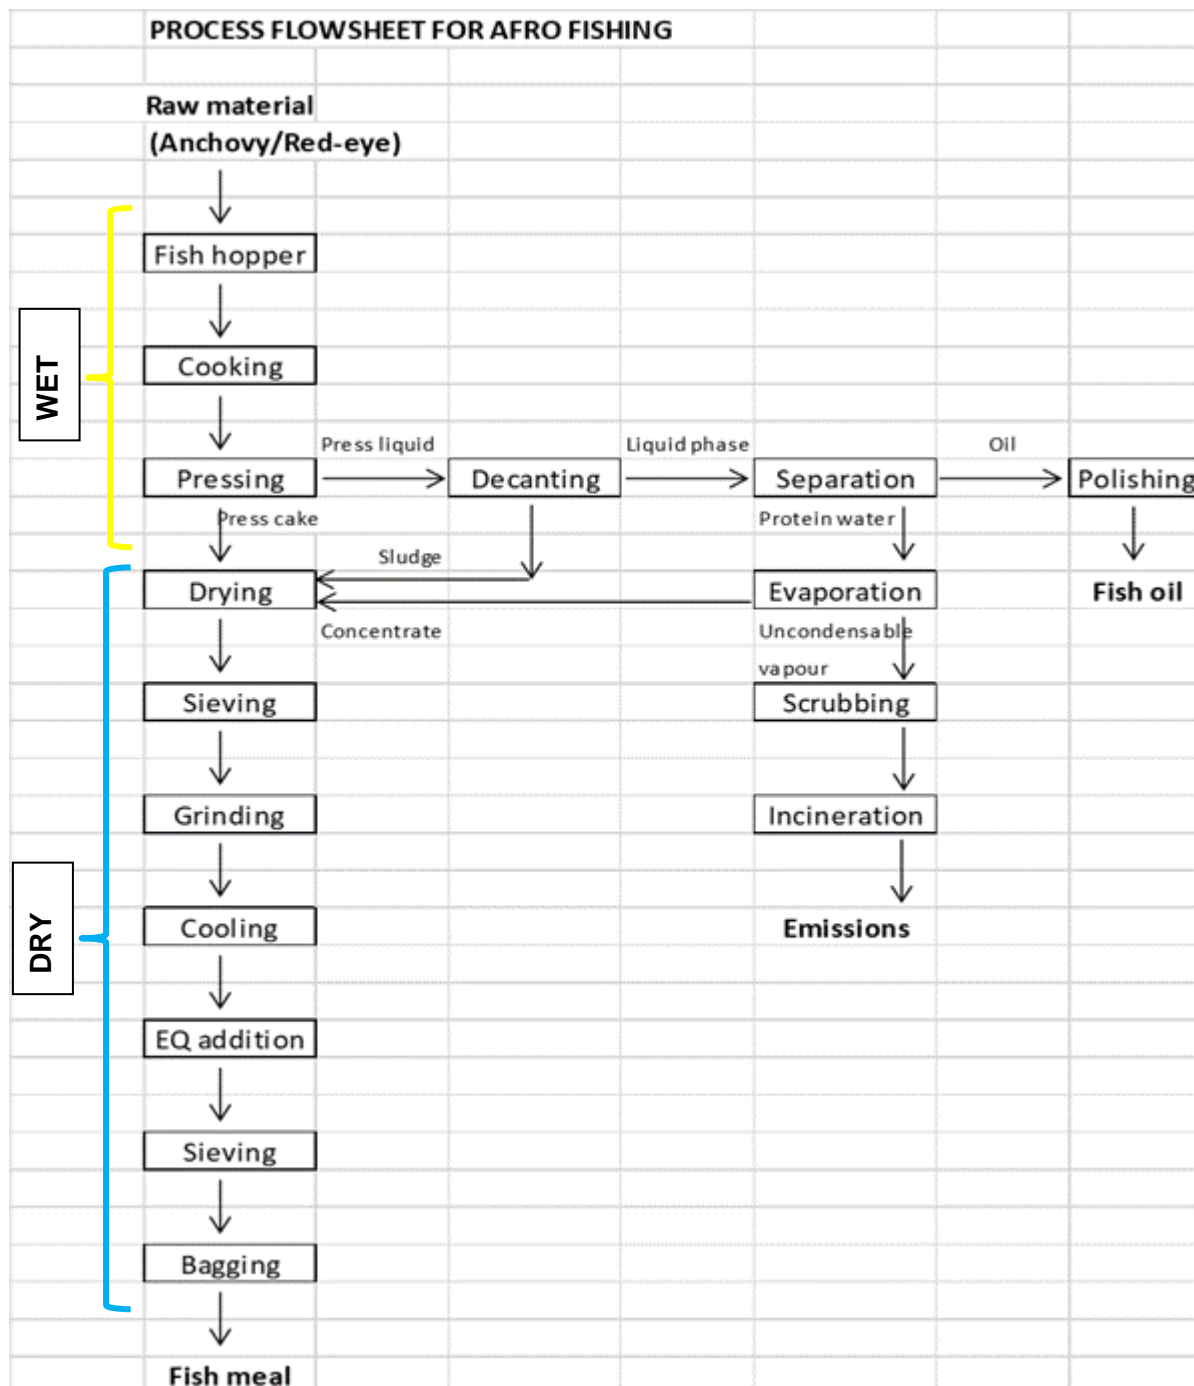 PROCESS FLOWSHEET FOR AFRO FISHING
Raw material
(Anchovy/Red-eye)
WET
Fish hopper
Cooking
Press liquid
Liquid phase
Oil
Pressing
Decanting
Separation
Polishing
Press cake
Protein water
Sludge
Drying
Evaporation
Fish oil
Concentrate
Uncondensable
vapour
Sieving
Scrubbing
Grinding
Incineration
DRY
Cooling
Emissions
EQ addition
Sieving
Bagging
Fish meal